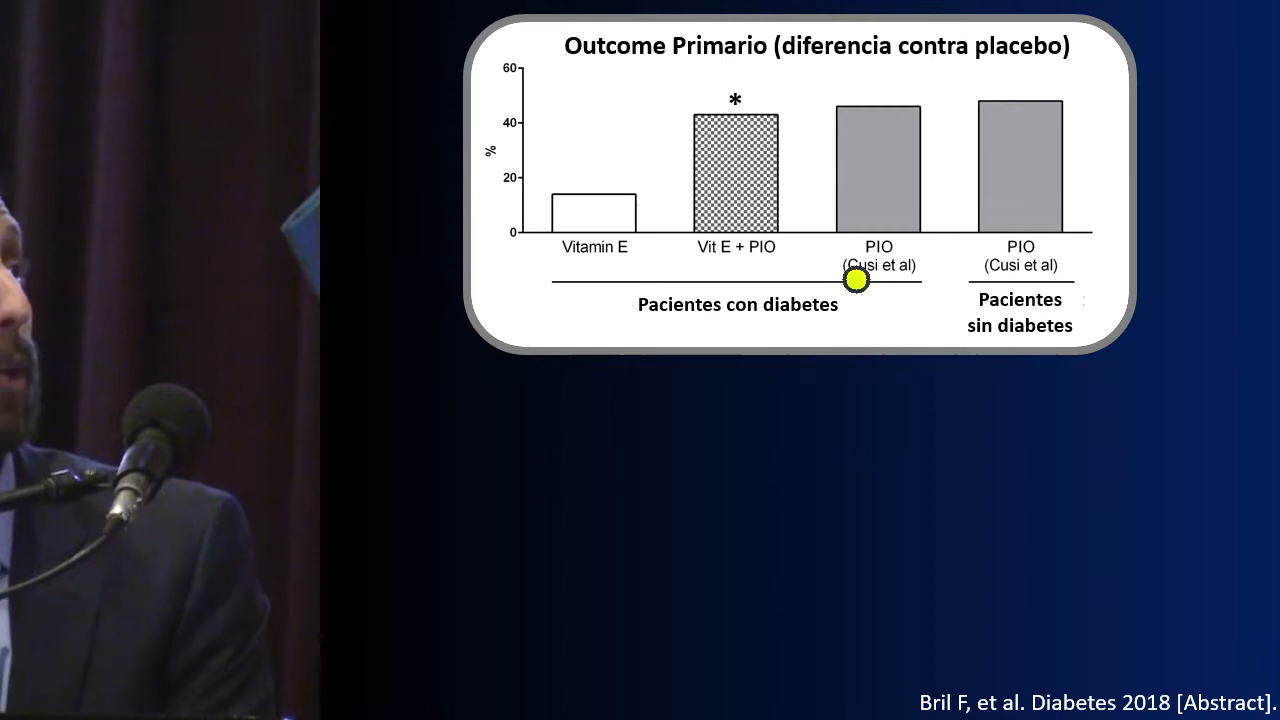 Outcome Primario (diferencia contra placebo)
60
40
20
0
%
*
Vitamin E
Vit E + PIO
PIO
(Cusi et al)
PIO
(Cusi et al)
Pacientes con diabetes
Pacientes
sin diabetes
Bril F, et al. Diabetes 2018 [Abstract].